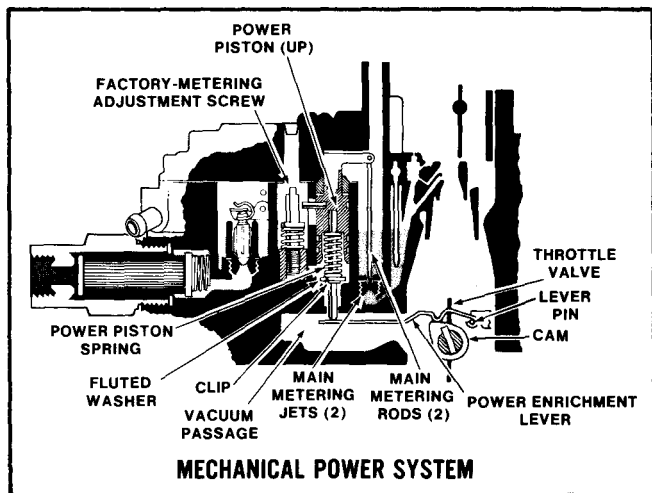 POWER
PISTON (UP)
FACTORY-METERING
ADJUSTMENT SCREW
THROTTLE
VALVE
LEVER
PIN
CAM
POWER PISTON
SPRING
FLUTED
WASHER
CLIP
VACUUM
PASSAGE
MAIN
METERING
JETS (2)
MAIN
METERING
RODS (2)
POWER ENRICHMENT
LEVER
MECHANICAL POWER SYSTEM